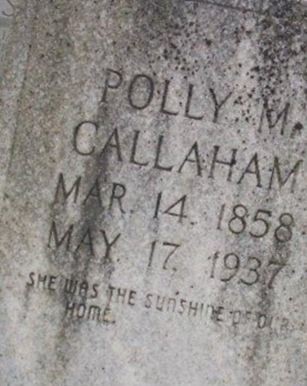 POLLY M.
CALLAHAM
MAR. 14. 1858
MAY. 17, 1937
SHE WAS THE SUNSHINE OF OUR
HOME.